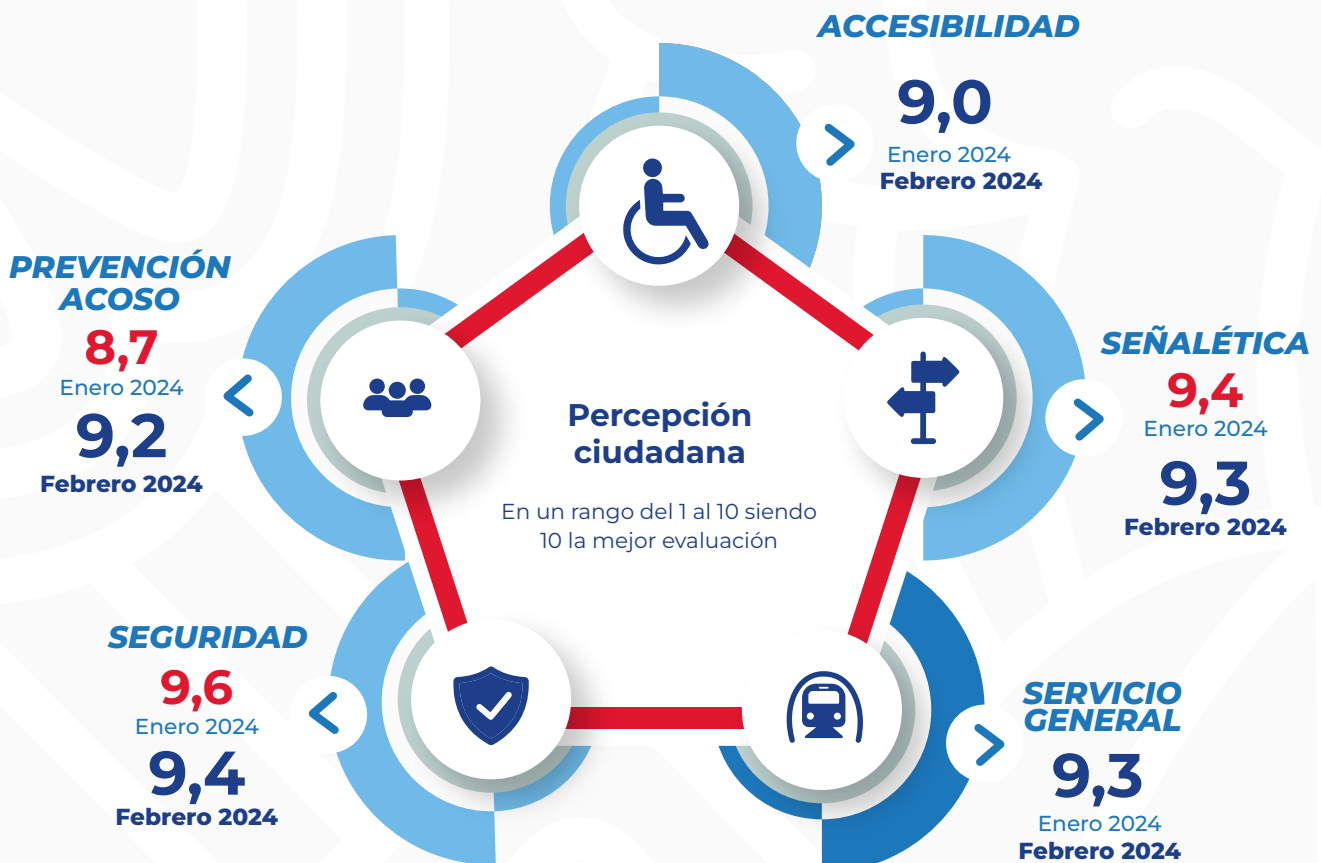 ACCESIBILIDAD
9,0
Enero 2024
Febrero 2024
PREVENCIÓN
ACOSO
8,7
Enero 2024
9,2
Febrero 2024
SEÑALÉTICA
9,4
Enero 2024
9,3
Febrero 2024
Percepción
ciudadana
En un rango del 1 al 10 siendo
10 la mejor evaluación
SEGURIDAD
9,6
Enero 2024
9,4
Febrero 2024
SERVICIO
GENERAL
9,3
Enero 2024
Febrero 2024